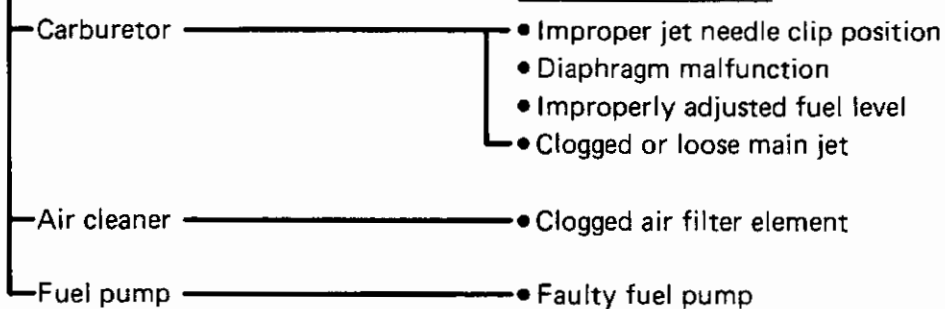 Carburetor • Improper jet needle clip position
• Diaphragm malfunction
• Improperly adjusted fuel level
• Clogged or loose main jet
Air cleaner • Clogged air filter element
Fuel pump • Faulty fuel pump